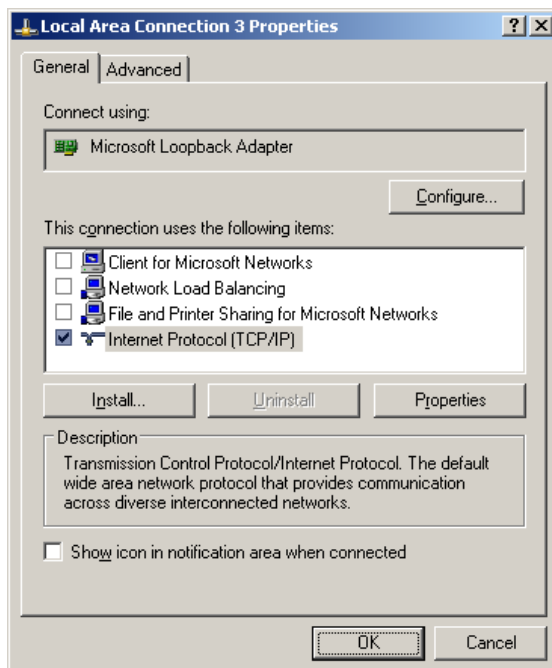 Local Area Connection 3 Properties
General
Advanced
Connect using:
Microsoft Loopback Adapter
Configure...
This connection uses the following items:
Client for Microsoft Networks
Network Load Balancing
File and Printer Sharing for Microsoft Networks
Internet Protocol (TCP/IP)
Install...
Uninstall
Properties
Description
Transmission Control Protocol/Internet Protocol. The default
wide area network protocol that provides communication
across diverse interconnected networks.
Show icon in notification area when connected
OK
Cancel